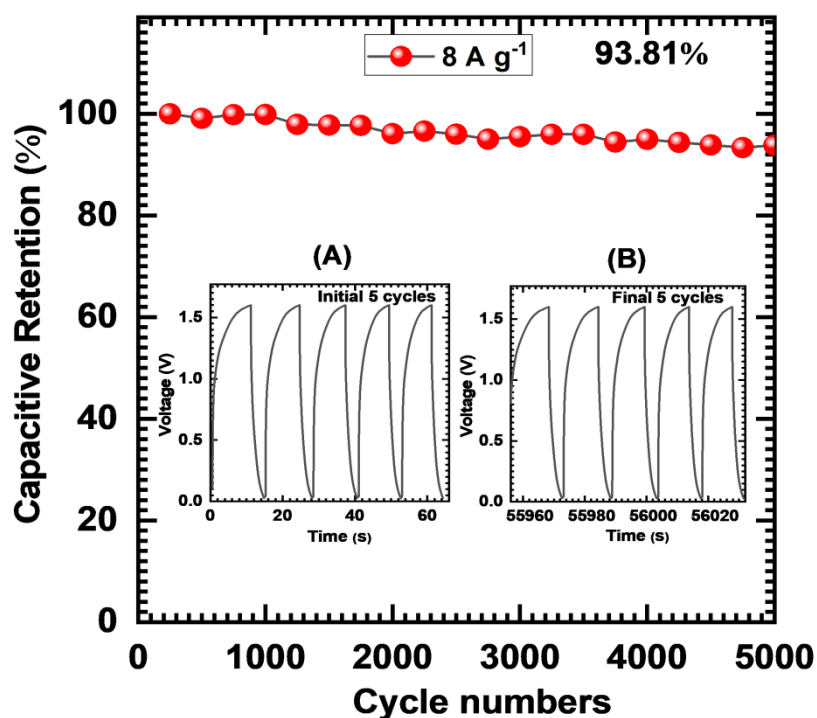 8 A g⁻¹
93.81%
100
80
60
40
20
0
Capacitive Retention (%)
(A)
Initial 5 cycles
1.5
1.0
0.5
0.0
Voltage (V)
0 20 40 60
Time (s)
(B)
Final 5 cycles
1.5
1.0
0.5
0.0
Voltage (V)
55960 55980 56000 56020
Time (s)
0 1000 2000 3000 4000 5000
Cycle numbers